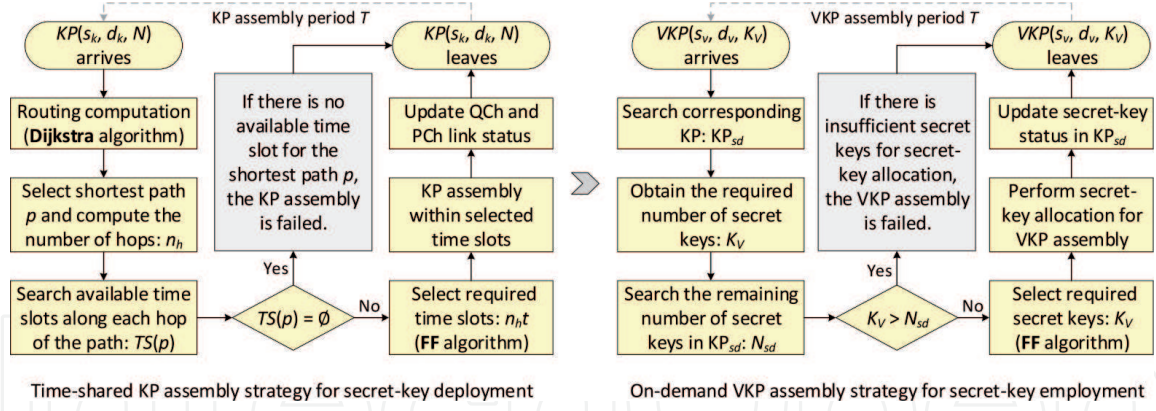 KP assembly period T
KP(sk, dk, N)
arrives
Routing computation
(Dijkstra algorithm)
Select shortest path
p and compute the
number of hops: nh
Search available time
slots along each hop
of the path: TS(p)
TS(p) = Ø
Yes
No
If there is no
available time
slot for the
shortest path p,
the KP assembly
is failed.
Select required
time slots: nht
(FF algorithm)
KP assembly
within selected
time slots
Update QCh and
PCh link status
KP(sk, dk, N)
leaves
Time-shared KP assembly strategy for secret-key deployment
VKP assembly period T
VKP(sv, dv, KV)
arrives
Search corresponding
KP: KPsd
Obtain the required
number of secret
keys: KV
Search the remaining
number of secret
keys in KPsd: Nsd
KV > Nsd
Yes
No
If there is
insufficient secret
keys for secret-
key allocation,
the VKP assembly
is failed.
Select required
secret keys: KV
(FF algorithm)
Perform secret-
key allocation for
VKP assembly
Update secret-key
status in KPsd
VKP(sv, dv, KV)
leaves
On-demand VKP assembly strategy for secret-key employment